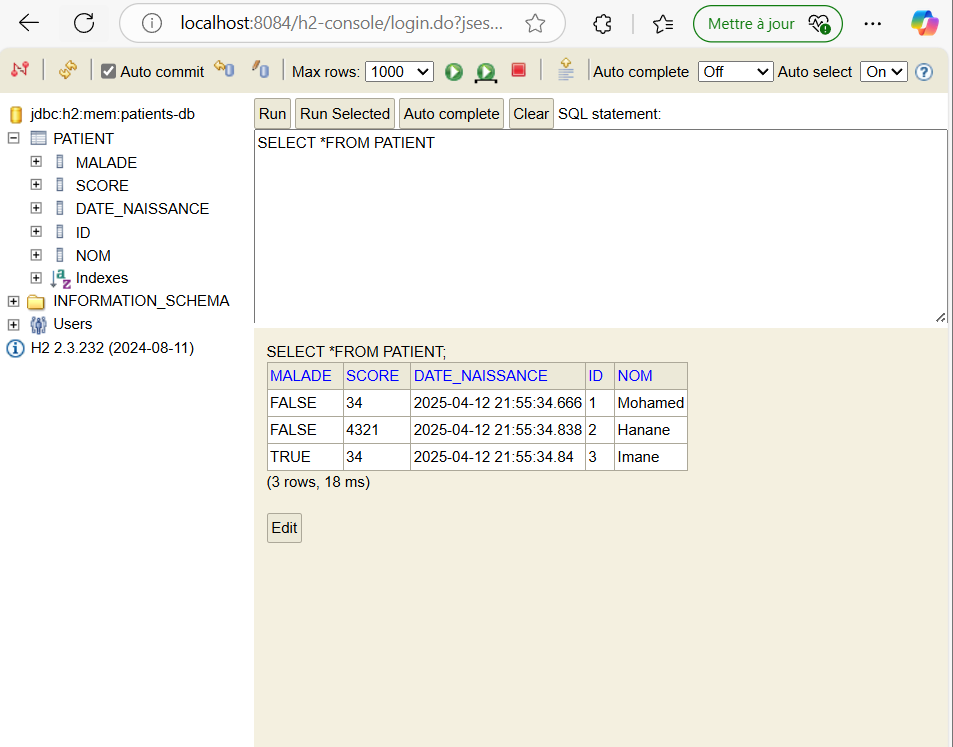 localhost:8084/h2-console/login.do?jses...
Mettre à jour
Auto commit
Max rows: 1000
Auto complete Off
Auto select On
jdbc:h2:mem:patients-db
PATIENT
MALADE
SCORE
DATE_NAISSANCE
ID
NOM
Indexes
INFORMATION_SCHEMA
Users
H2 2.3.232 (2024-08-11)
Run Run Selected Auto complete Clear SQL statement:
SELECT *FROM PATIENT
SELECT *FROM PATIENT;
MALADE SCORE DATE_NAISSANCE ID NOM
FALSE 34 2025-04-12 21:55:34.666 1 Mohamed
FALSE 4321 2025-04-12 21:55:34.838 2 Hanane
TRUE 34 2025-04-12 21:55:34.84 3 Imane
(3 rows, 18 ms)
Edit